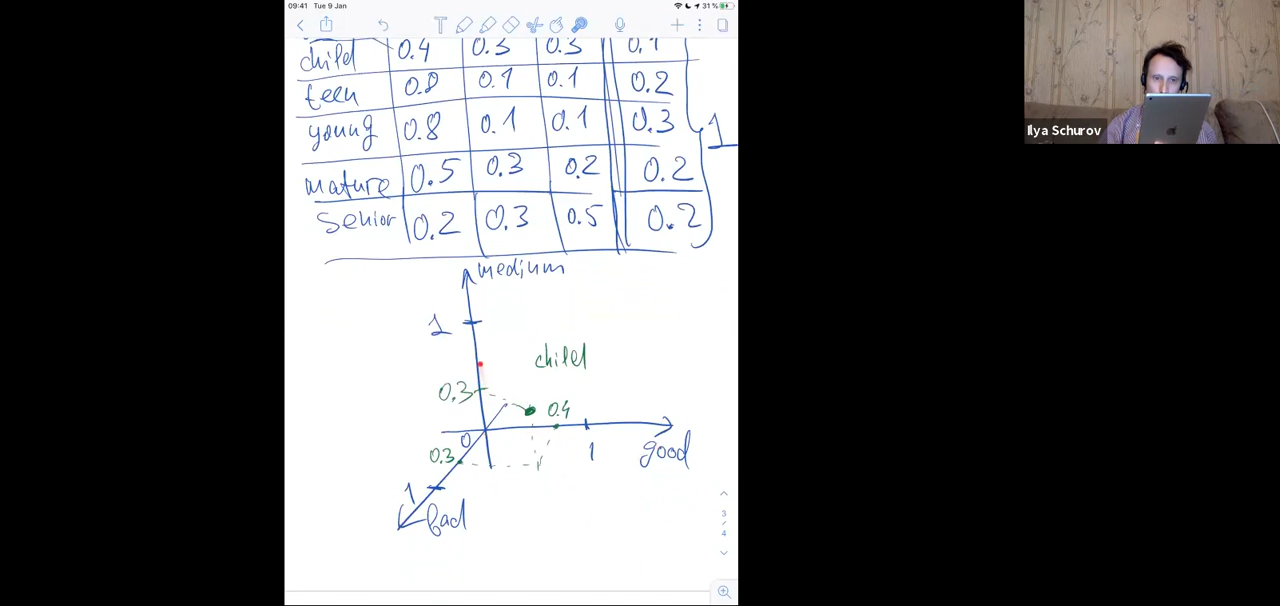 09:41 Tue 9 Jan
31%
child 0.4 0.3 0.3 0.1
teen 0.8 0.1 0.1 0.2
young 0.8 0.1 0.1 0.3
1
mature 0.5 0.3 0.2 0.2
senior 0.2 0.3 0.5 0.2
medium
1
child
0.3
0.4
0
1
good
0.3
1
bad
3
/
4
Ilya Schurov